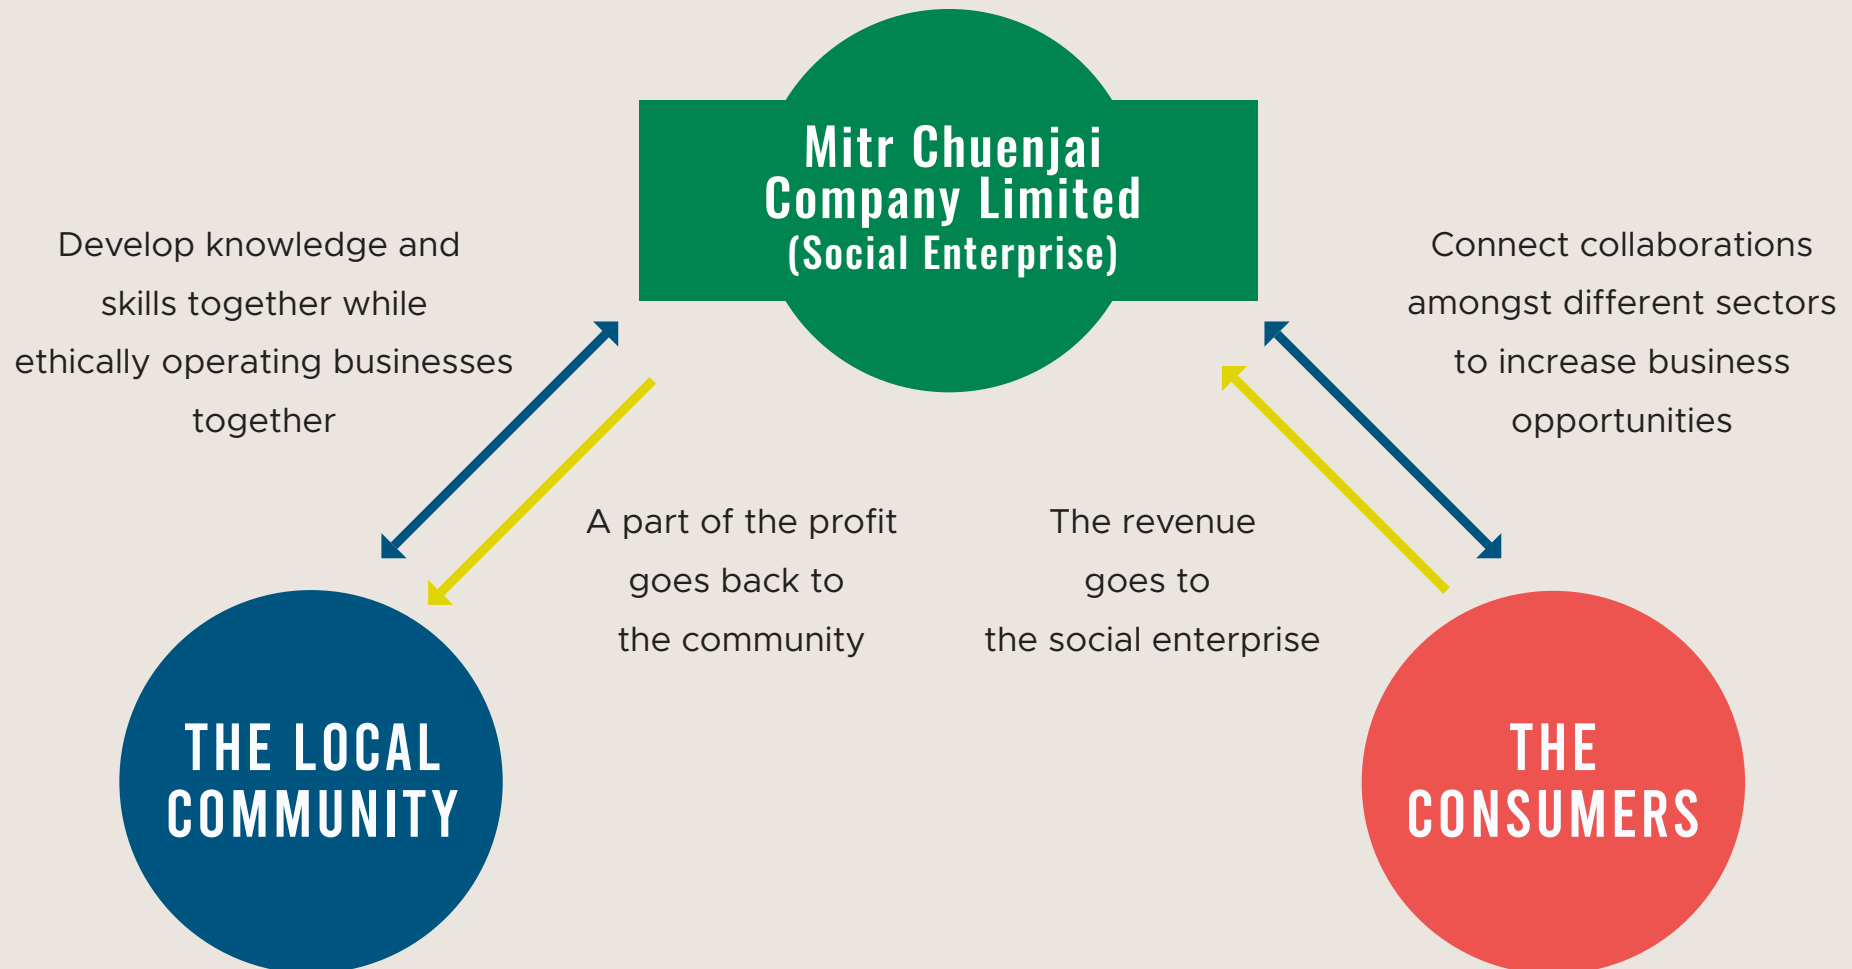 Mitr Chuenjai
Company Limited
(Social Enterprise)
Develop knowledge and
skills together while
ethically operating businesses
together
Connect collaborations
amongst different sectors
to increase business
opportunities
A part of the profit
goes back to
the community
The revenue
goes to
the social enterprise
THE LOCAL
COMMUNITY
THE
CONSUMERS